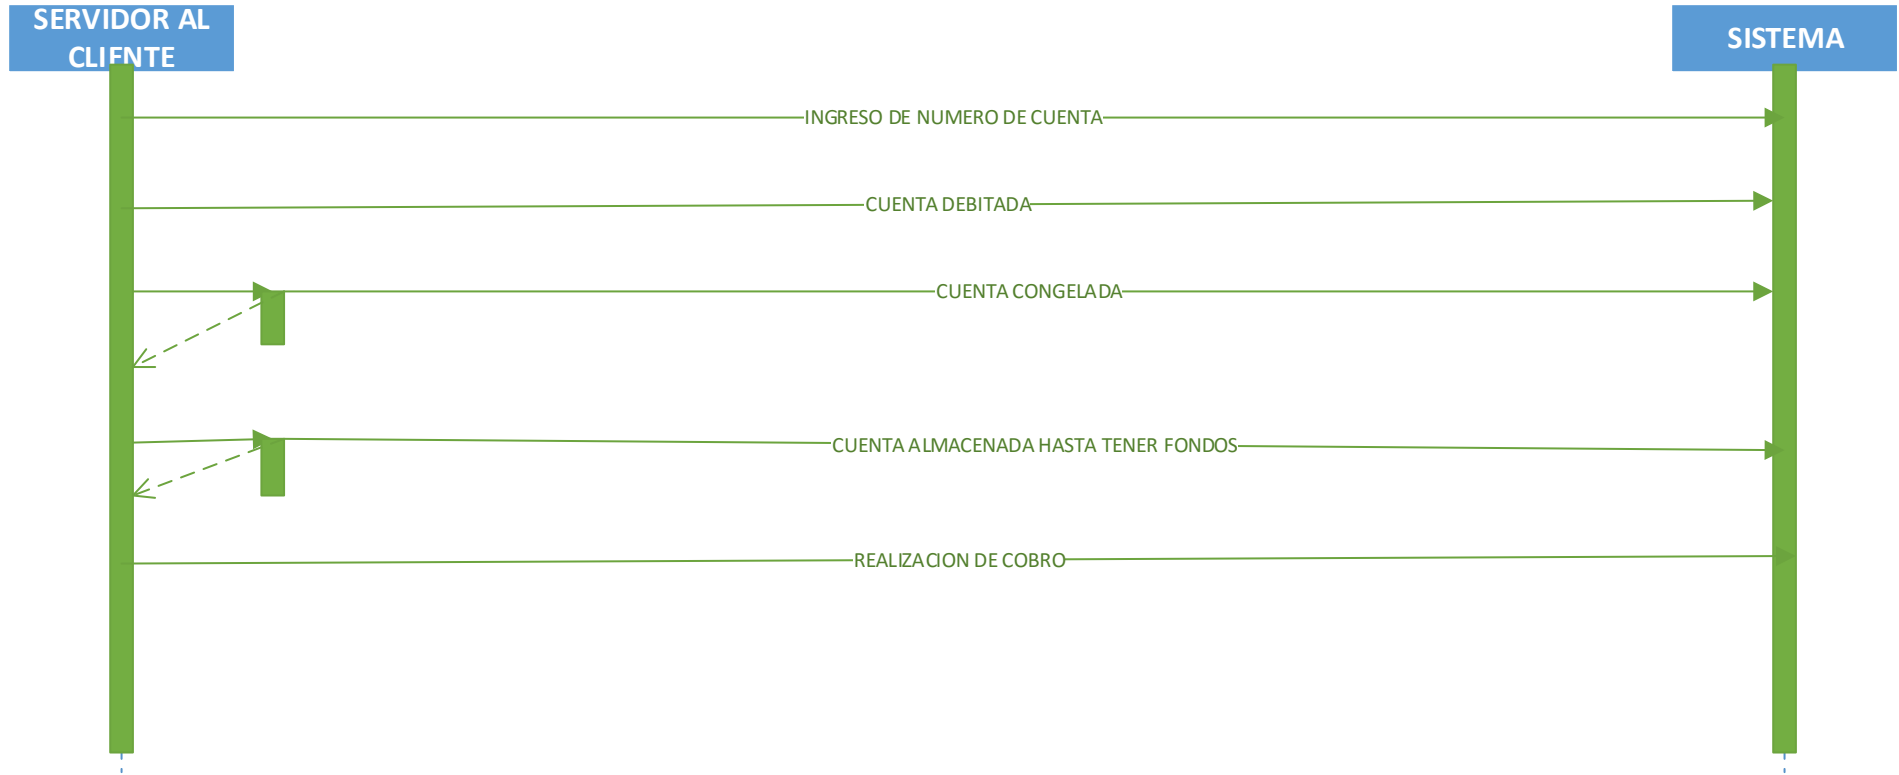 SERVIDOR AL
CLIENTE
SISTEMA
INGRESO DE NUMERO DE CUENTA
CUENTA DEBITADA
CUENTA CONGELADA
CUENTA ALMACENADA HASTA TENER FONDOS
REALIZACION DE COBRO